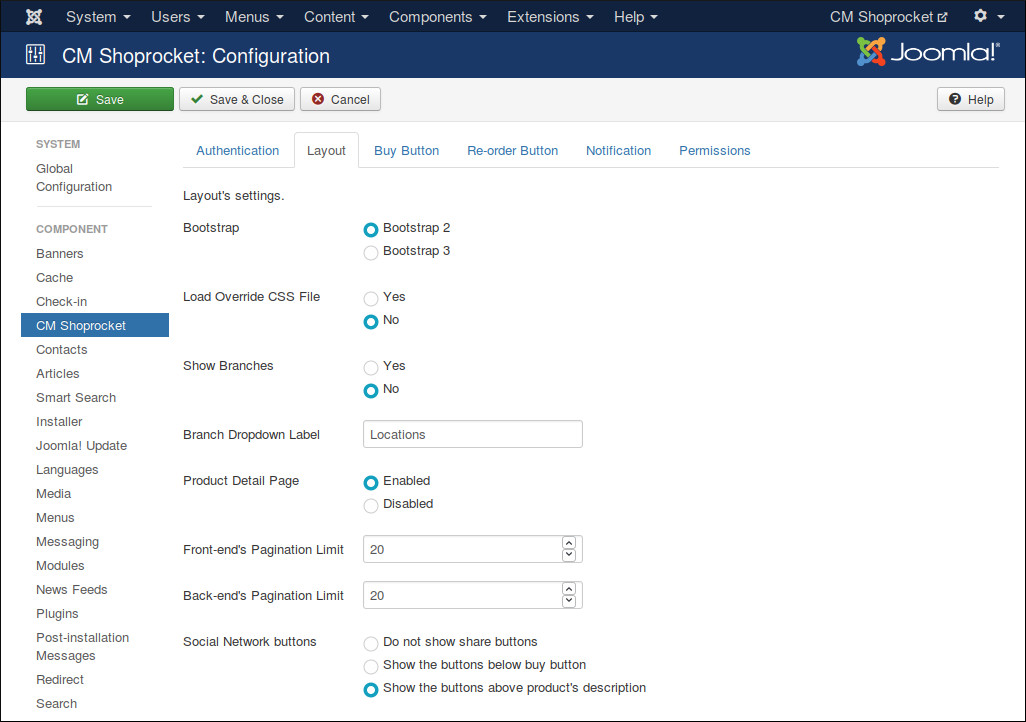 System Users Menus Content Components Extensions Help CM Shoprocket
CM Shoprocket: Configuration
Joomla!®
Save Save & Close Cancel Help
SYSTEM
Global
Configuration
COMPONENT
Banners
Cache
Check-in
CM Shoprocket
Contacts
Articles
Smart Search
Installer
Joomla! Update
Languages
Media
Menus
Messaging
Modules
News Feeds
Plugins
Post-installation
Messages
Redirect
Search
Authentication Layout Buy Button Re-order Button Notification Permissions
Layout's settings.
Bootstrap
Bootstrap 2
Bootstrap 3
Load Override CSS File
Yes
No
Show Branches
Yes
No
Branch Dropdown Label
Locations
Product Detail Page
Enabled
Disabled
Front-end's Pagination Limit
20
Back-end's Pagination Limit
20
Social Network buttons
Do not show share buttons
Show the buttons below buy button
Show the buttons above product's description